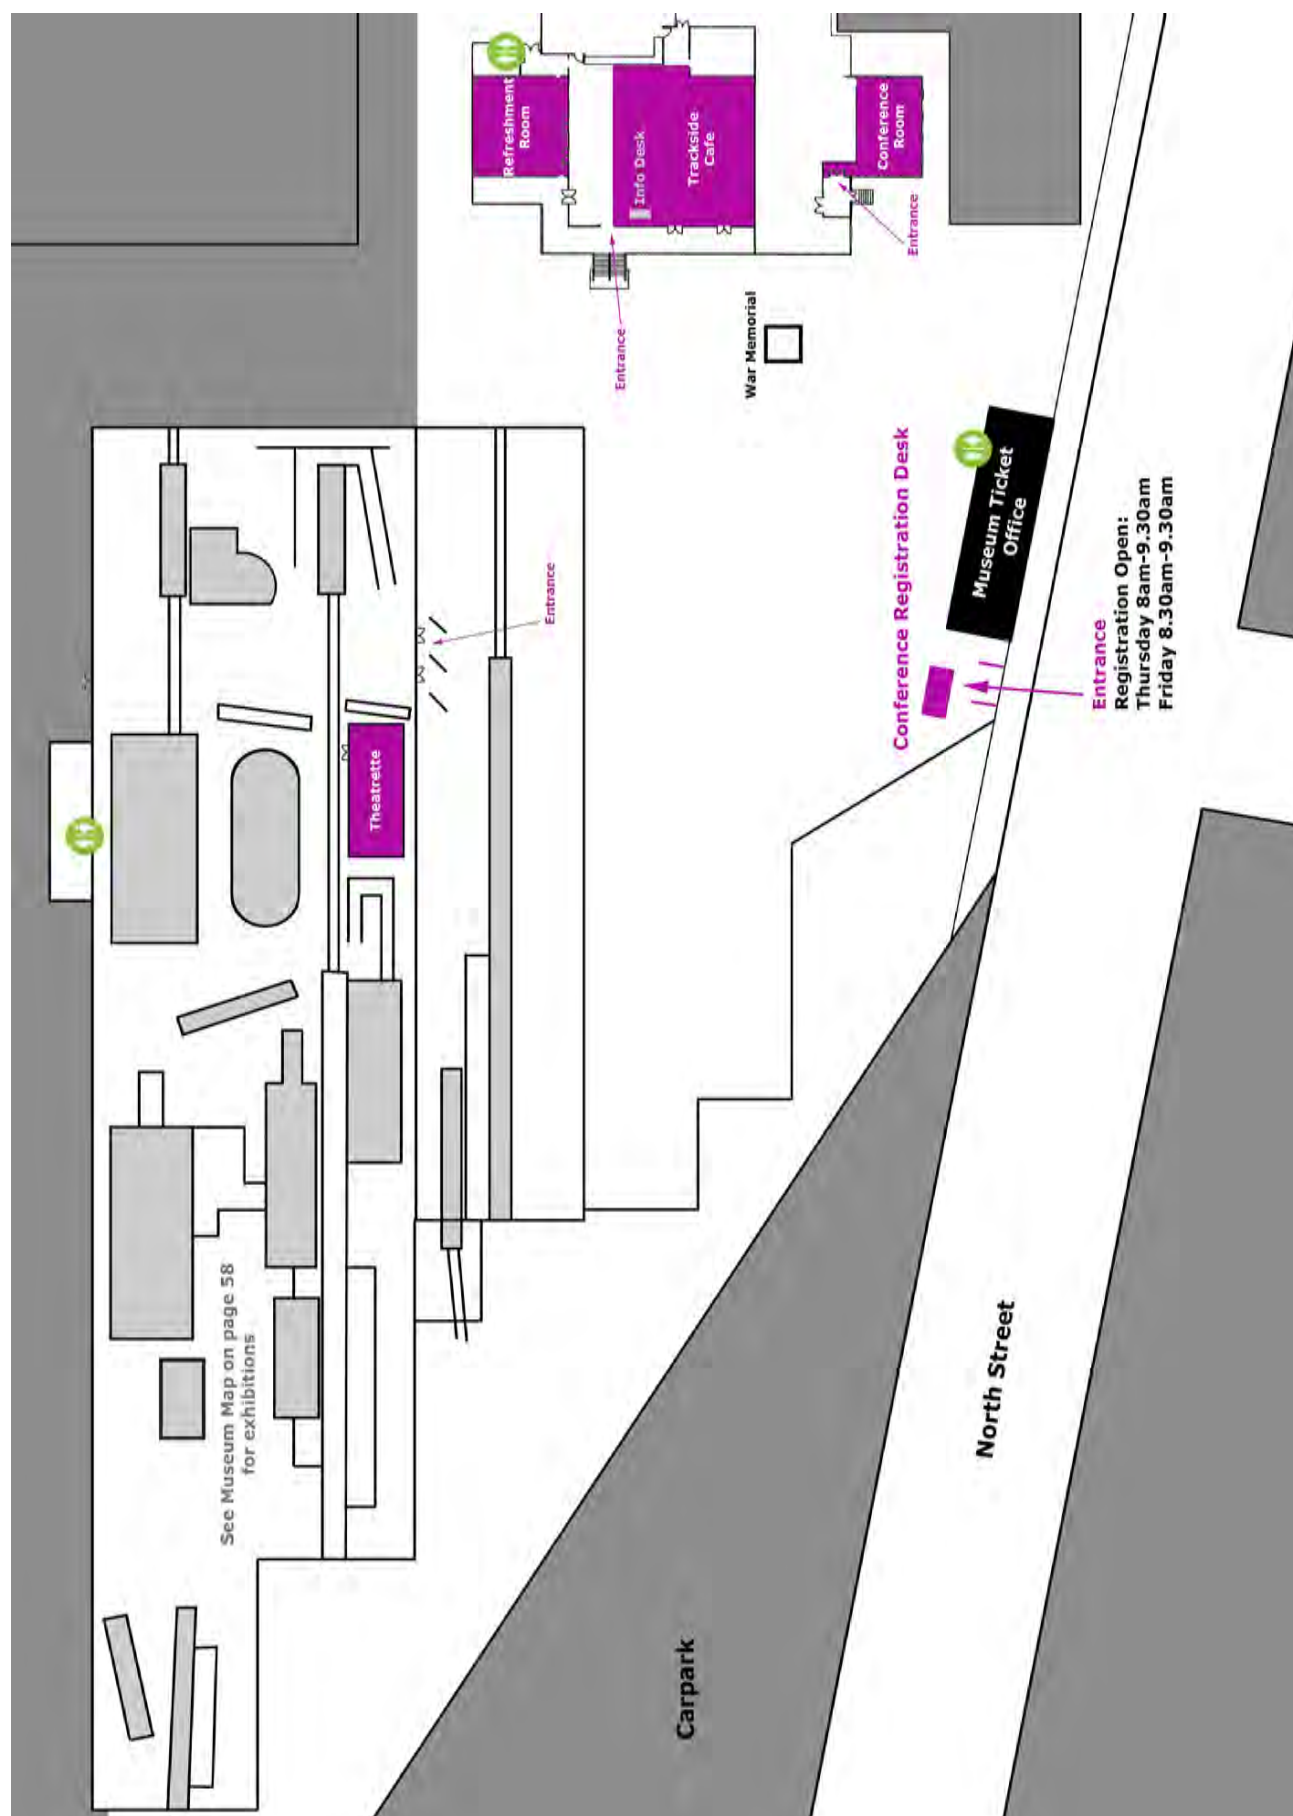 Refreshment
Room
Info Desk
Trackside
Cafe
Conference
Room
Entrance
Entrance
War Memorial
Conference Registration Desk
Museum Ticket
Office
Entrance
Registration Open:
Thursday 8am-9.30am
Friday 8.30am-9.30am
Entrance
Theatrette
See Museum Map on page 58
for exhibitions
North Street
Carpark